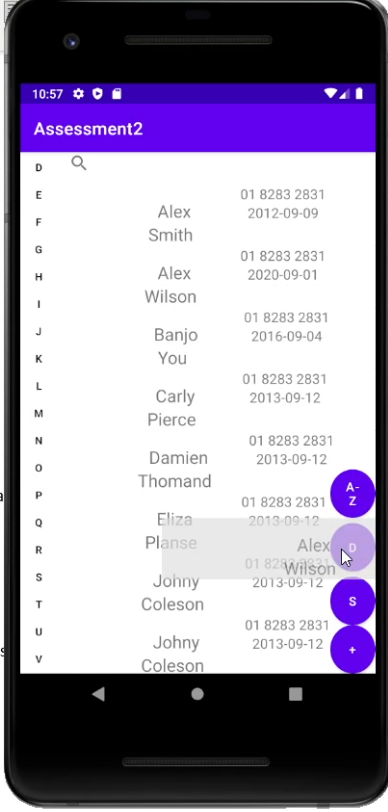 10:57
Assessment2
D
E
F
G
H
I
J
K
L
M
N
O
P
Q
R
S
T
U
V
Alex
Smith
01 8283 2831
2012-09-09
Alex
Wilson
01 8283 2831
2020-09-01
Banjo
You
01 8283 2831
2016-09-04
Carly
Pierce
01 8283 2831
2013-09-12
Damien
Thomand
01 8283 2831
2013-09-12
Eliza
Planse
01 8283 2831
2013-09-12
Alex
Wilson
Johny
Coleson
01 8283 2831
2013-09-12
Johny
Coleson
01 8283 2831
2013-09-12
A-
Z
D
S
+